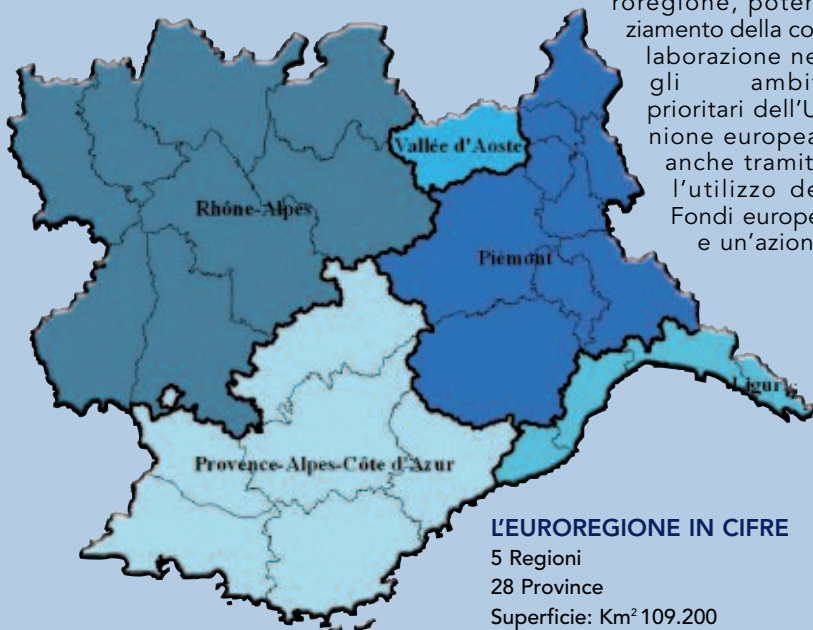 roregione, poten
ziamento della co
laborazione ne
gli ambit
prioritari dell'U
nione europea
anche tramit
l'utilizzo de
Fondi europe
e un'azion
Vallée d'Aoste
Rhône-Alpes
Piémont
Ligurie
Provence-Alpes-Côte d'Azur
L'EUROREGIONE IN CIFRE
5 Regioni
28 Province
Superficie: Km² 109.200